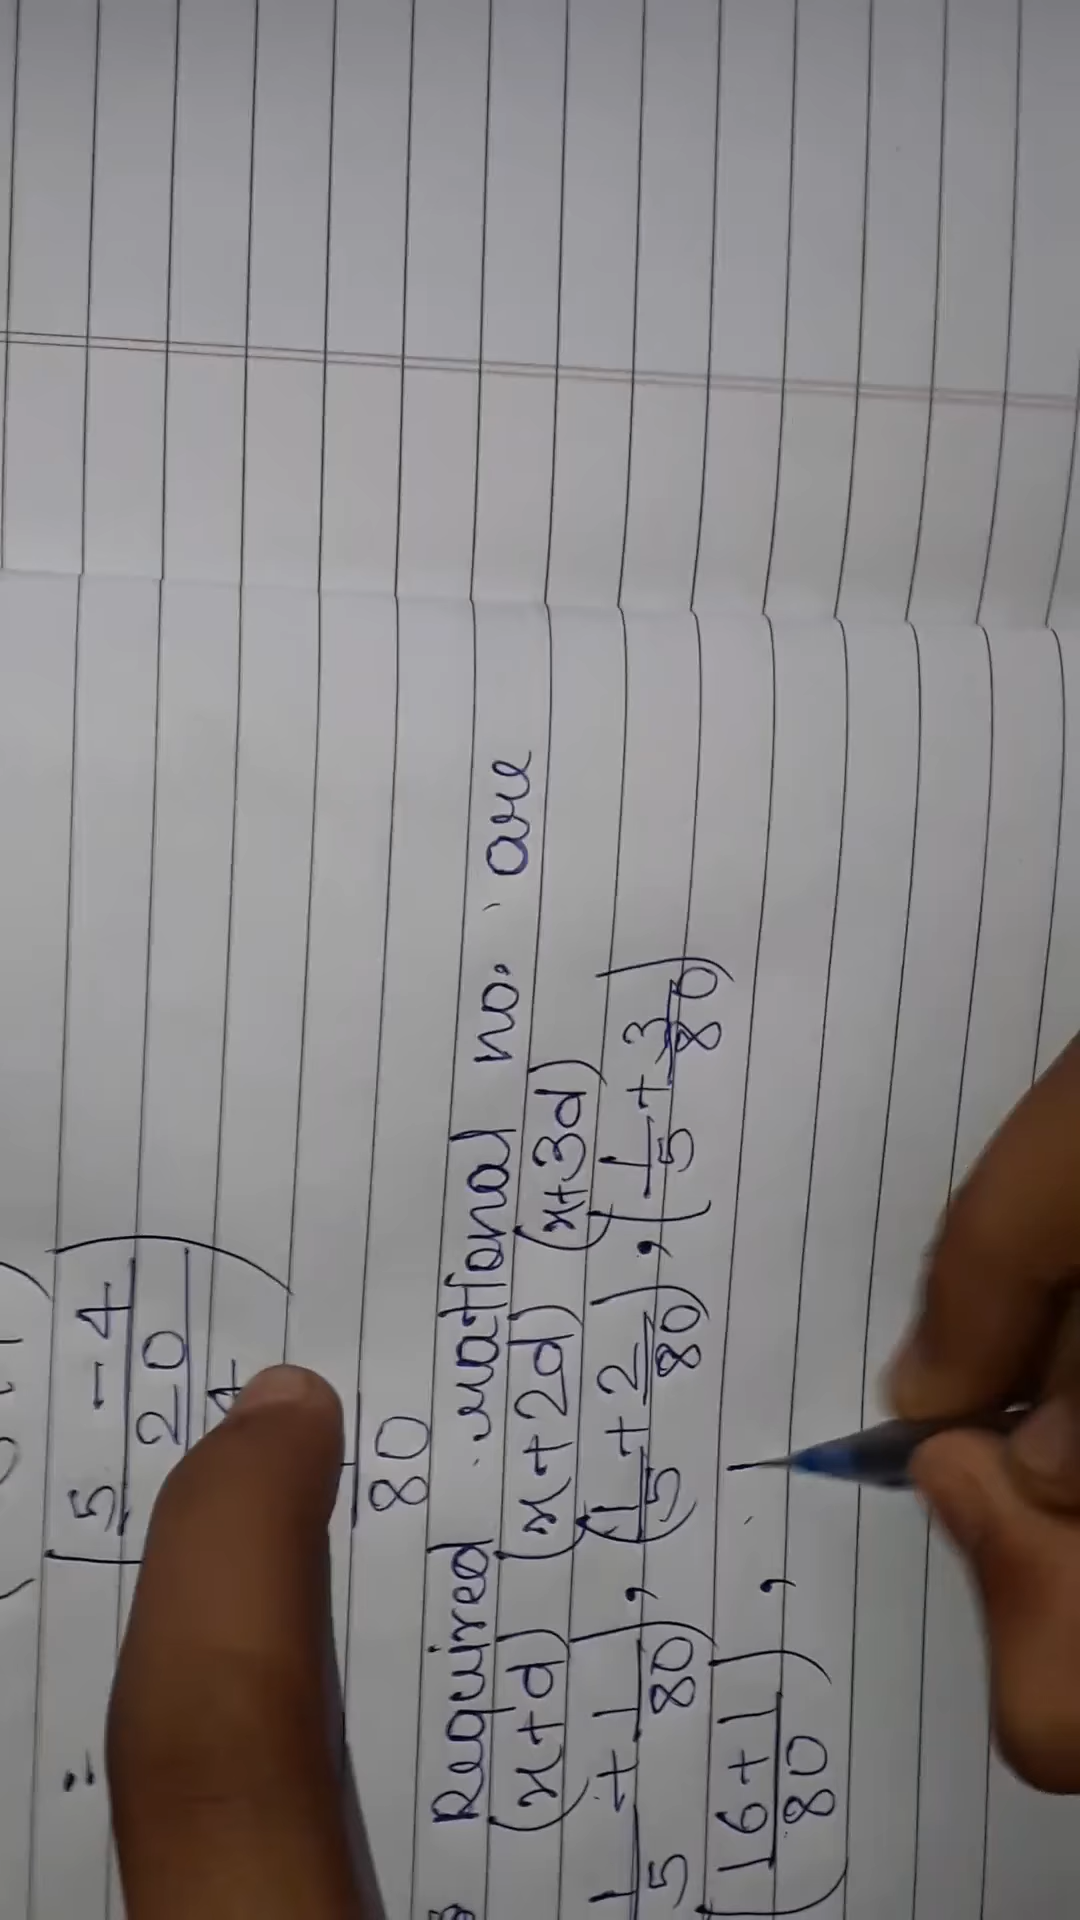 (5 - 4
20
4
80
Required rational no. are
(x+d) (x+2d) (x+3d)
1/5 + 1/80), (1/5 + 2/80), (1/5 + 3/80)
(16+1/80),